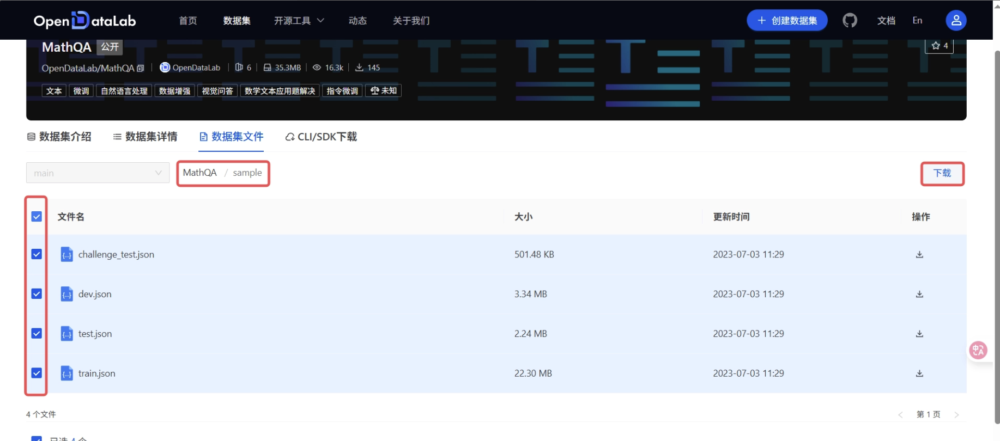 OpenDataLab 首页 数据集 开源工具 动态 关于我们 + 创建数据集 文档 En
MathQA 公开 4
OpenDataLab/MathQA OpenDataLab 6 35.3MB 16.3k 145
文本 微调 自然语言处理 数据增强 视觉问答 数学文本应用题解决 指令微调 未知
数据集介绍 数据集详情 数据集文件 CLI/SDK下载
main MathQA / sample 下载
文件名 大小 更新时间 操作
challenge_test.json 501.48 KB 2023-07-03 11:29
dev.json 3.34 MB 2023-07-03 11:29
test.json 2.24 MB 2023-07-03 11:29
train.json 22.30 MB 2023-07-03 11:29
4 个文件 第 1 页
已选 4 个